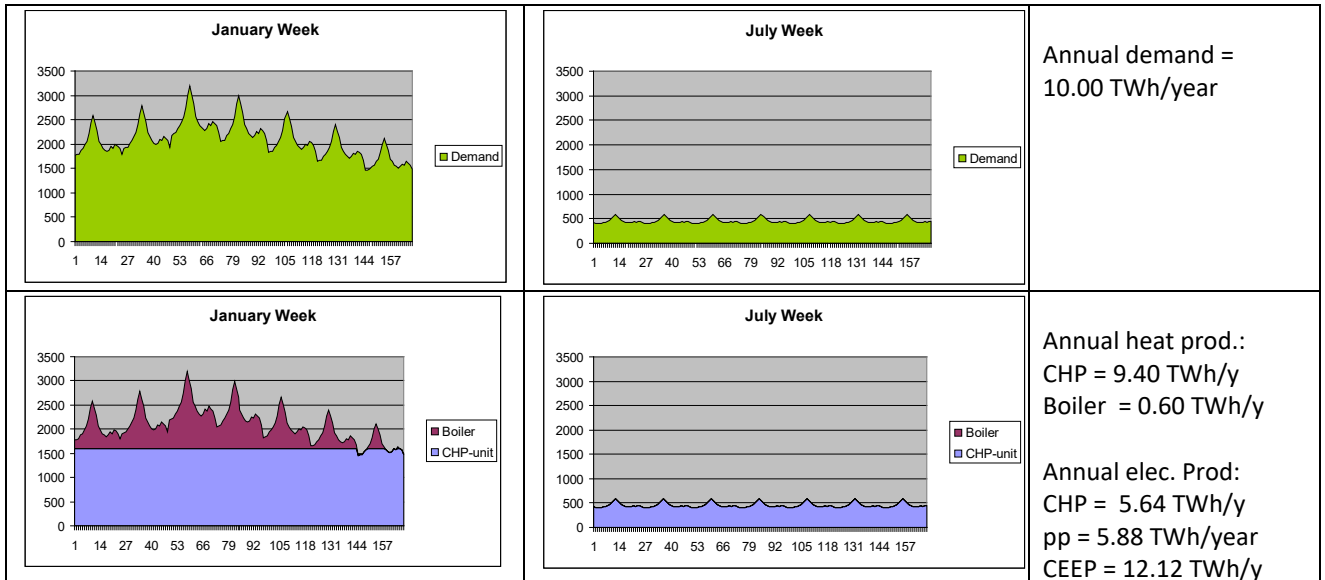 January Week
3500
3000
2500
2000
1500
1000
500
0
1 14 27 40 53 66 79 92 105 118 131 144 157
Demand
July Week
3500
3000
2500
2000
1500
1000
500
0
1 14 27 40 53 66 79 92 105 118 131 144 157
Demand
Annual demand =
10.00 TWh/year
January Week
3500
3000
2500
2000
1500
1000
500
0
1 14 27 40 53 66 79 92 105 118 131 144 157
Boiler
CHP-unit
July Week
3500
3000
2500
2000
1500
1000
500
0
1 14 27 40 53 66 79 92 105 118 131 144 157
Boiler
CHP-unit
Annual heat prod.:
CHP = 9.40 TWh/y
Boiler = 0.60 TWh/y
Annual elec. Prod:
CHP = 5.64 TWh/y
pp = 5.88 TWh/year
CEEP = 12.12 TWh/y